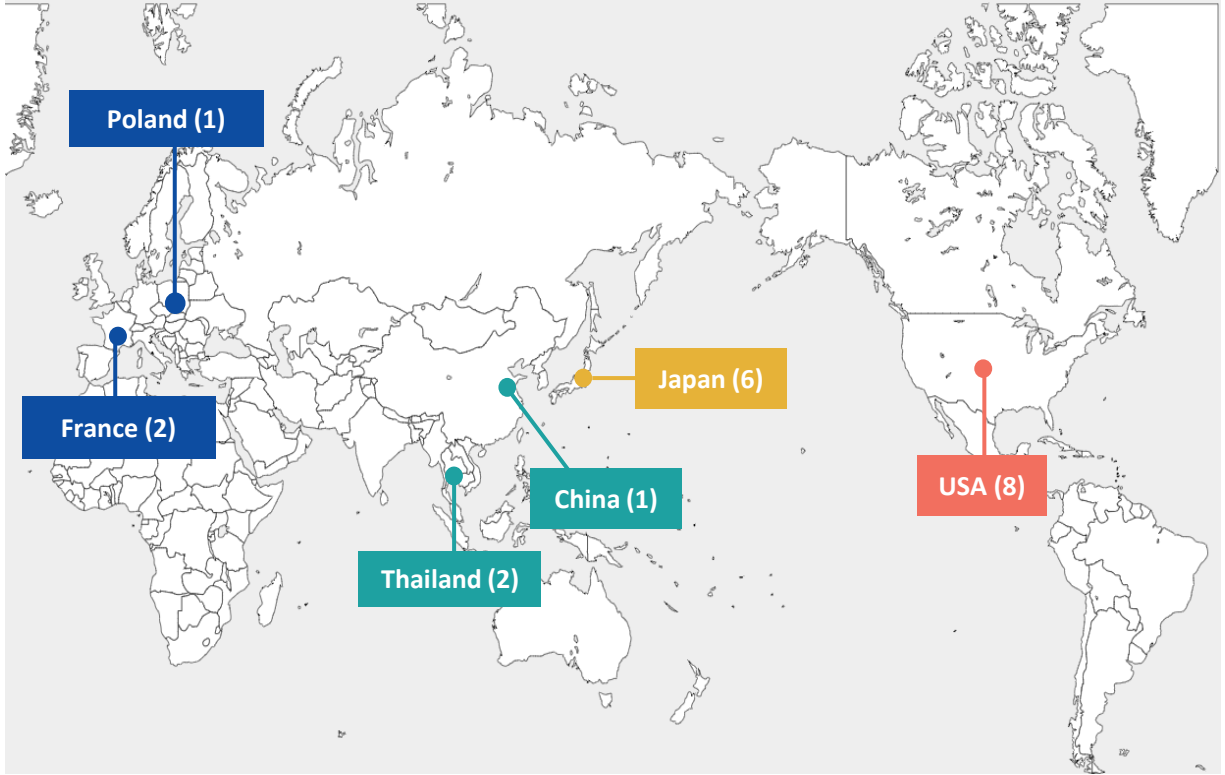 Poland (1)
Japan (6)
France (2)
China (1)
USA (8)
Thailand (2)